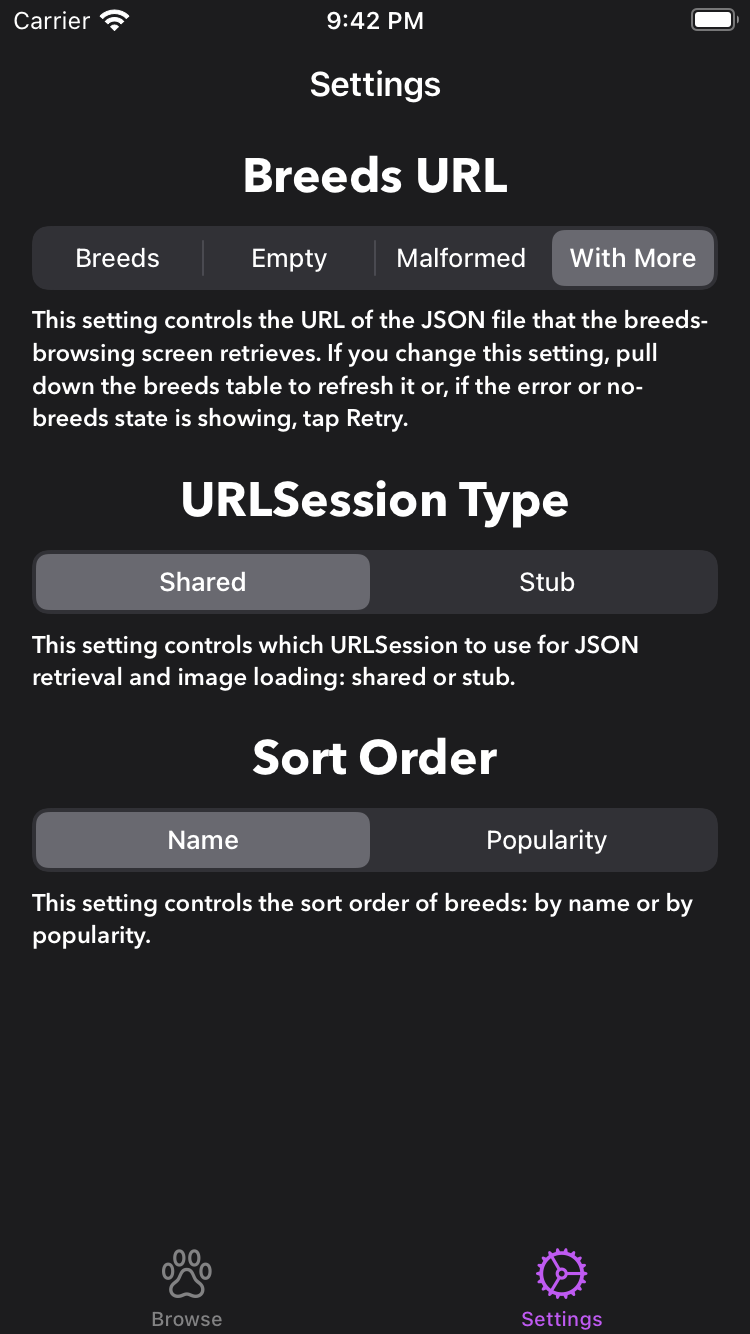 Carrier 9:42 PM
Settings
Breeds URL
Breeds Empty Malformed With More
This setting controls the URL of the JSON file that the breeds-
browsing screen retrieves. If you change this setting, pull
down the breeds table to refresh it or, if the error or no-
breeds state is showing, tap Retry.
URLSession Type
Shared Stub
This setting controls which URLSession to use for JSON
retrieval and image loading: shared or stub.
Sort Order
Name Popularity
This setting controls the sort order of breeds: by name or by
popularity.
Browse Settings